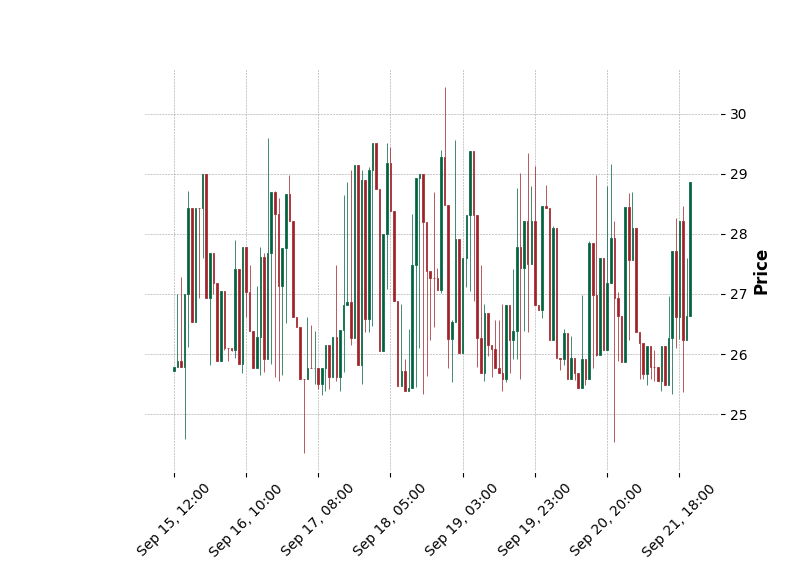 30
29
28
27
26
25
Price
Sep 15, 12:00
Sep 16, 10:00
Sep 17, 08:00
Sep 18, 05:00
Sep 19, 03:00
Sep 19, 23:00
Sep 20, 20:00
Sep 21, 18:00